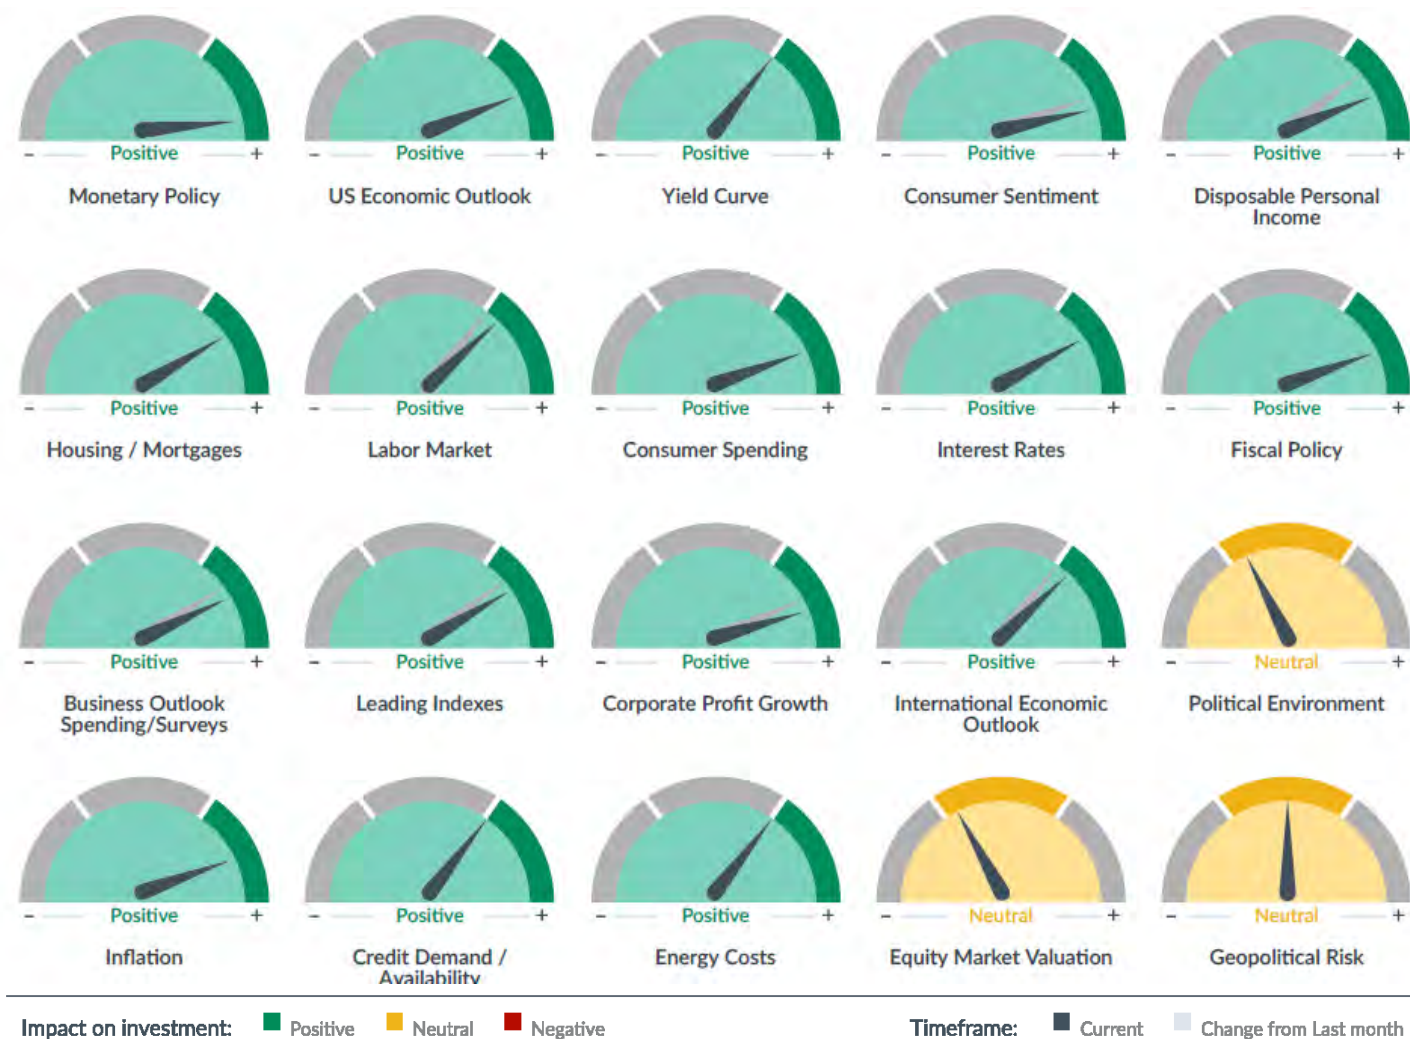 - Positive +
- Positive +
- Positive +
- Positive +
- Positive +
Monetary Policy
US Economic Outlook
Yield Curve
Consumer Sentiment
Disposable Personal
Income
- Positive +
- Positive +
- Positive +
- Positive +
- Positive +
Housing / Mortgages
Labor Market
Consumer Spending
Interest Rates
Fiscal Policy
- Positive +
- Positive +
- Positive +
- Positive +
- Neutral +
Business Outlook
Spending/Surveys
Leading Indexes
Corporate Profit Growth
International Economic
Outlook
Political Environment
- Positive +
- Positive +
- Positive +
- Neutral +
- Neutral +
Inflation
Credit Demand /
Availability
Energy Costs
Equity Market Valuation
Geopolitical Risk
Impact on investment: Positive Neutral Negative
Timeframe: Current Change from Last month